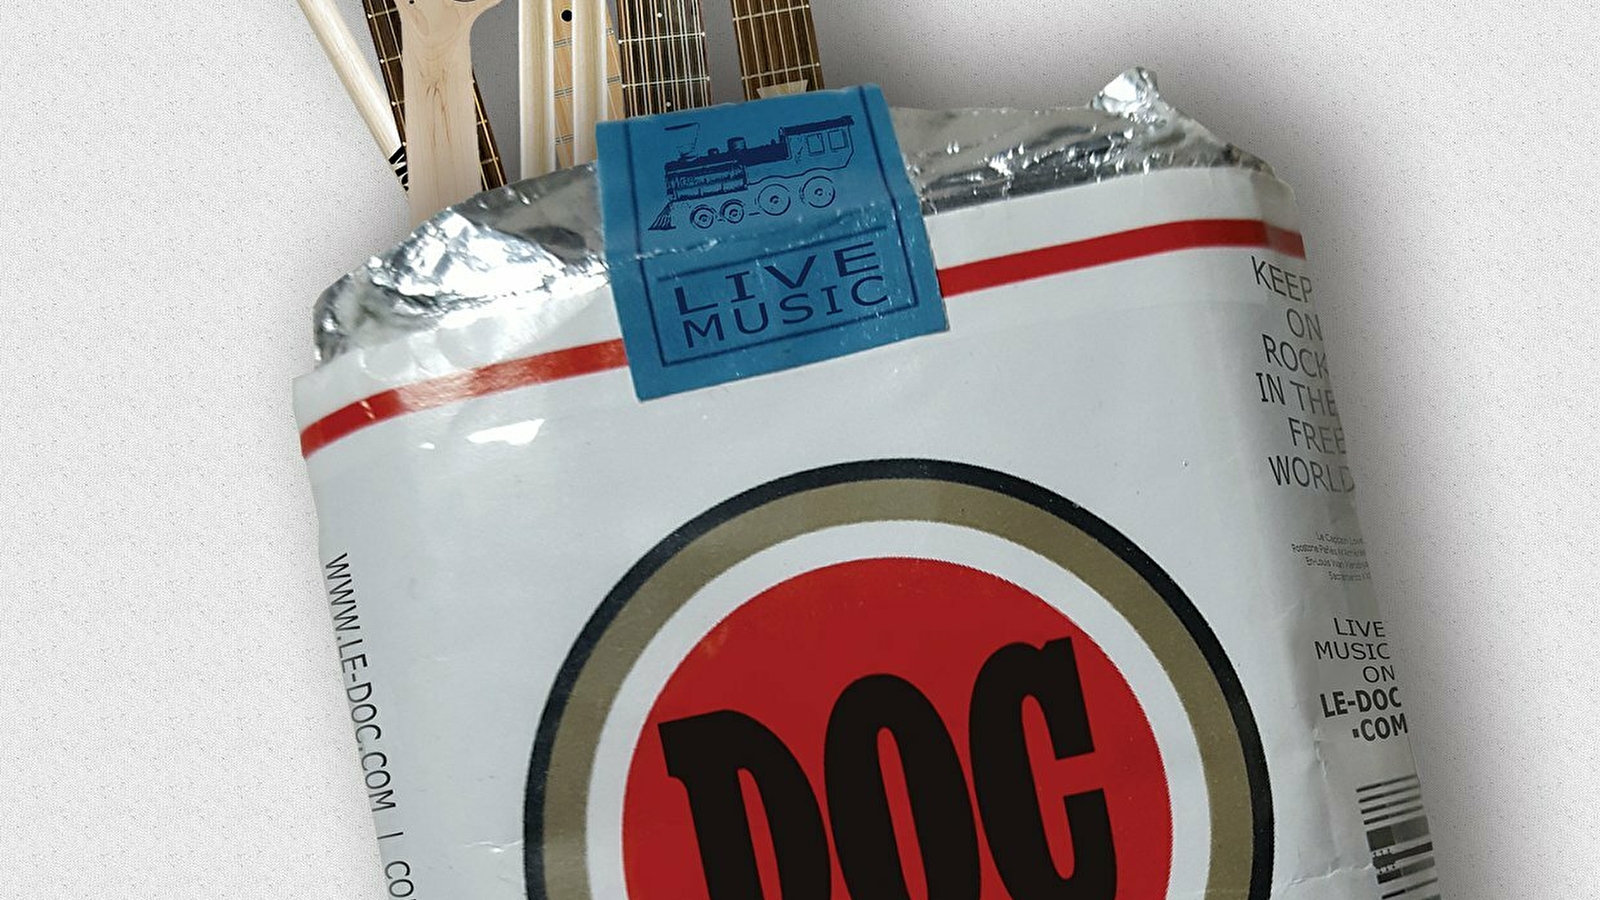 LIVE
MUSIC
KEEP
ON
ROCK
IN THE
FREE
WORLD
LIVE
MUSIC
ON
LE-DOC
.COM
WWW.LE-DOC.COM |
DOC